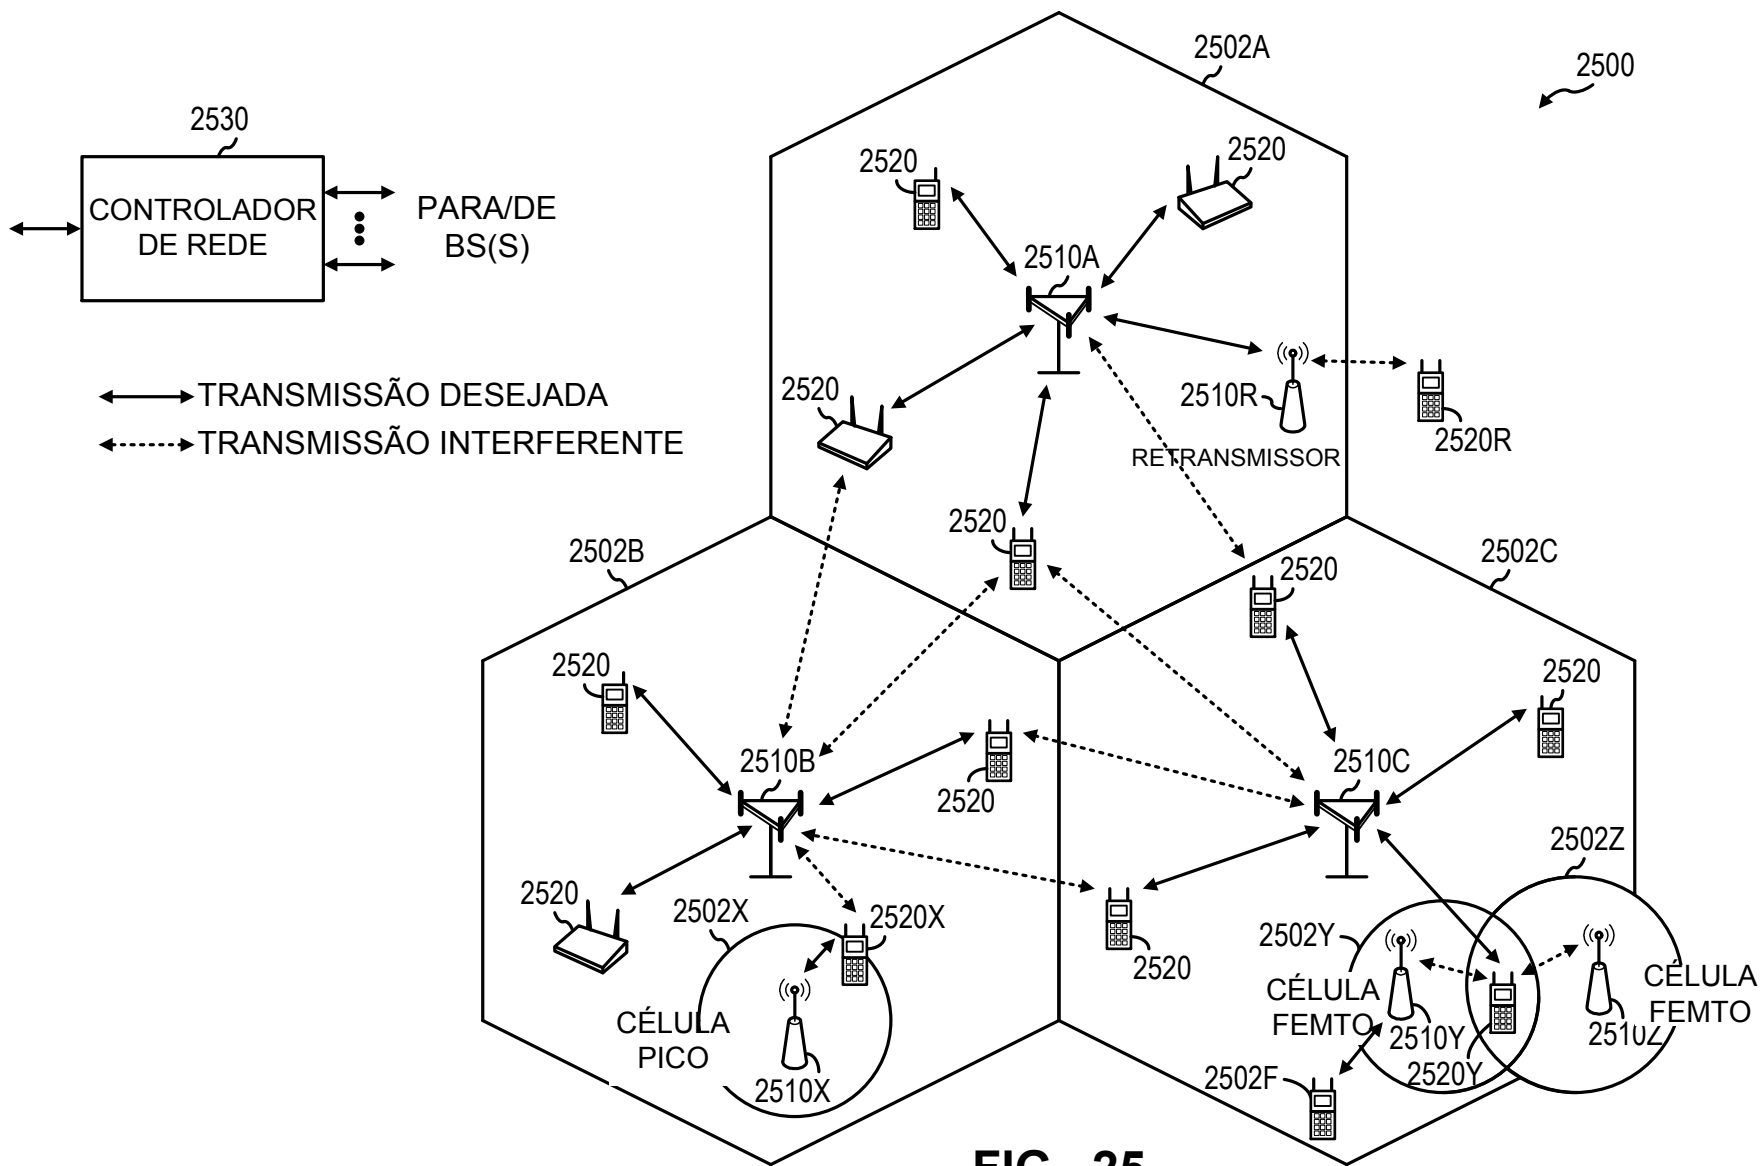 2502A
2500
2530
CONTROLADOR
DE REDE
PARA/DE
BS(S)
2520
2520
2510A
TRANSMISSÃO DESEJADA
TRANSMISSÃO INTERFERENTE
2520
2510R
RETRANSMISSOR
2520R
2502B
2520
2502C
2520
2520
2520
2510B
2520
2510C
2520
2502X
2520X
2520
2502Z
2502Y
CÉLULA
FEMTO
CÉLULA
FEMTO
CÉLULA
PICO
2510X
2510Y
2510Z
2520Y
2502F
FIG. 25